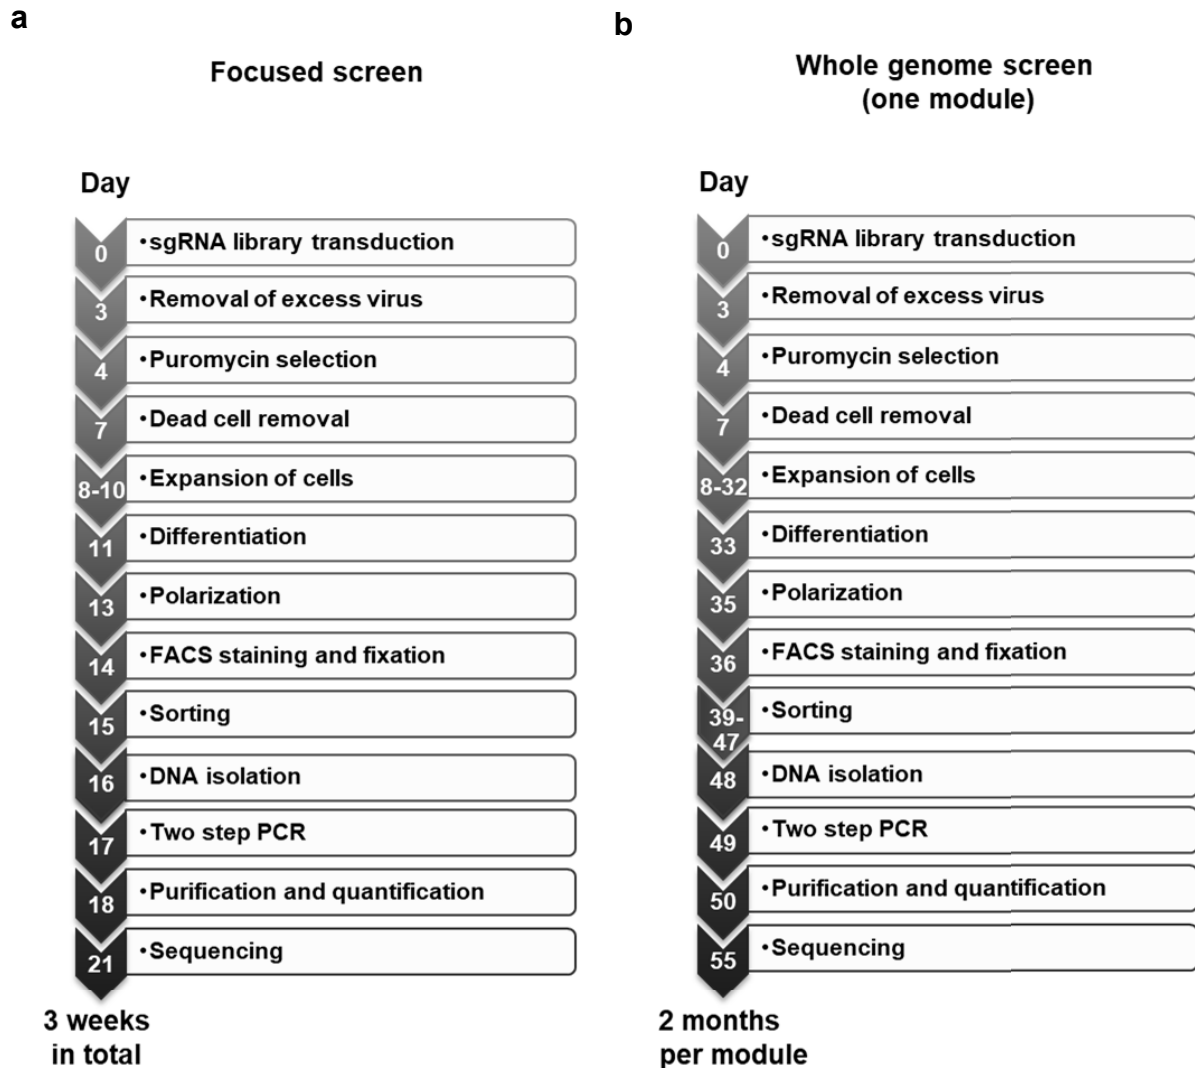 a
Focused screen
Day
0
•sgRNA library transduction
3
•Removal of excess virus
4
•Puromycin selection
7
•Dead cell removal
8-10
•Expansion of cells
11
•Differentiation
13
•Polarization
14
•FACS staining and fixation
15
•Sorting
16
•DNA isolation
17
•Two step PCR
18
•Purification and quantification
21
•Sequencing
3 weeks
in total
b
Whole genome screen
(one module)
Day
0
•sgRNA library transduction
3
•Removal of excess virus
4
•Puromycin selection
7
•Dead cell removal
8-32
•Expansion of cells
33
•Differentiation
35
•Polarization
36
•FACS staining and fixation
39-
47
•Sorting
48
•DNA isolation
49
•Two step PCR
50
•Purification and quantification
55
•Sequencing
2 months
per module